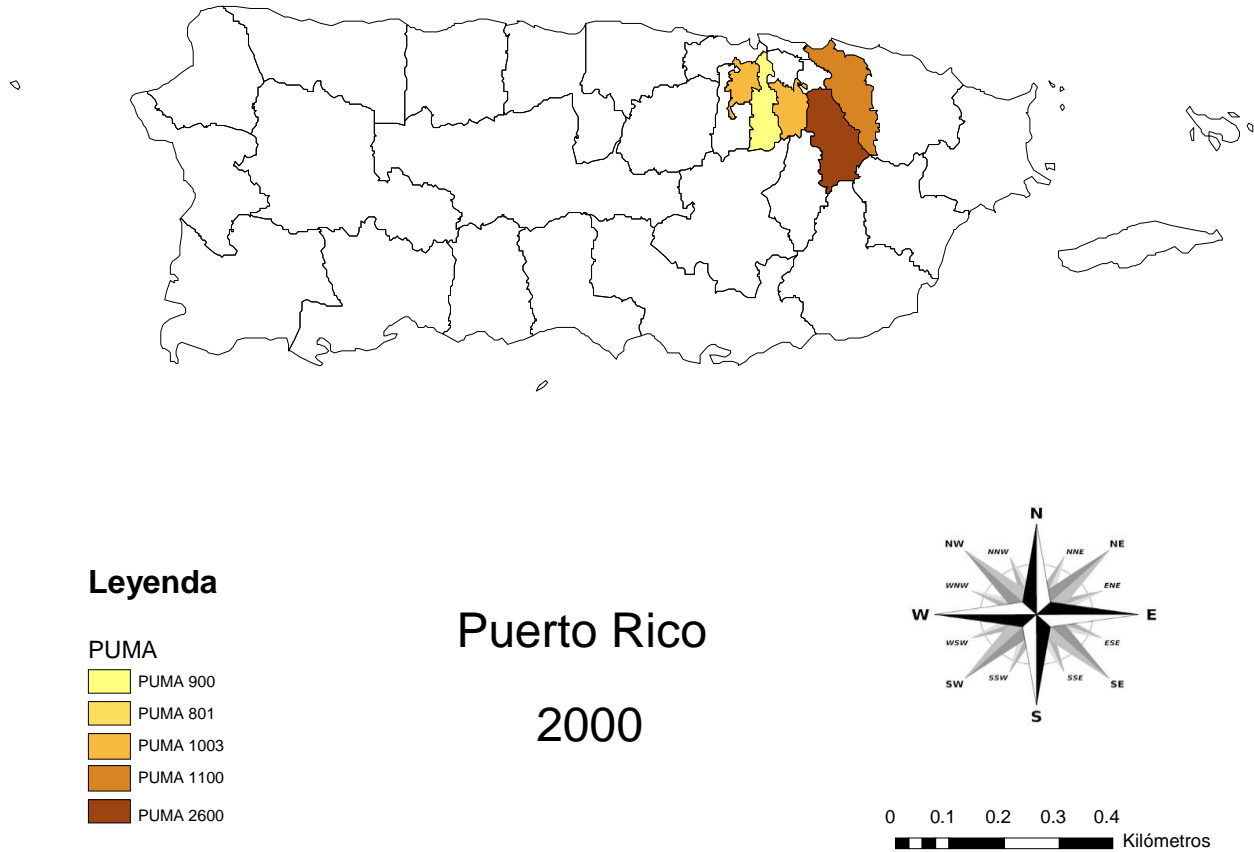 Leyenda
PUMA
PUMA 900
PUMA 801
PUMA 1003
PUMA 1100
PUMA 2600
Puerto Rico
2000
N
NNW
NNE
NW
NE
WNW
ENE
W
E
WSW
ESE
SW
SSW
SSE
SE
S
0 0.1 0.2 0.3 0.4
Kilómetros